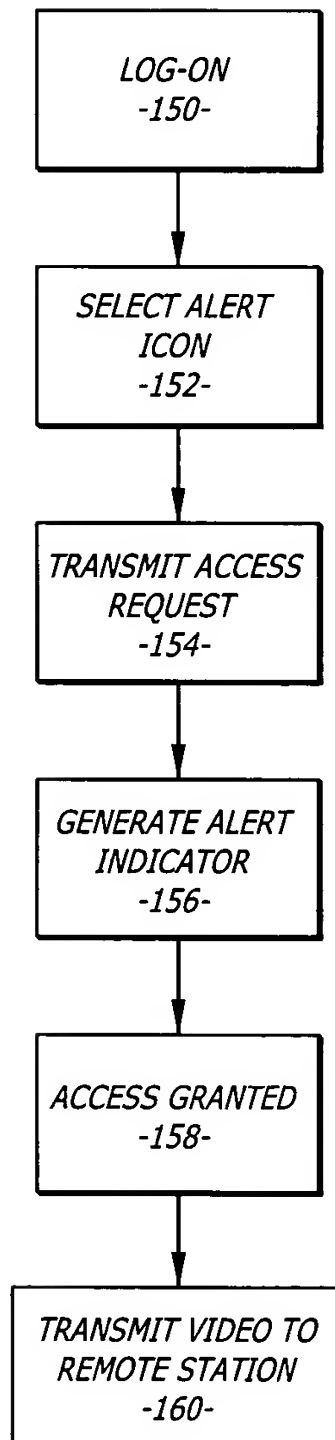 LOG-ON
-150-
SELECT ALERT
ICON
-152-
TRANSMIT ACCESS
REQUEST
-154-
GENERATE ALERT
INDICATOR
-156-
ACCESS GRANTED
-158-
TRANSMIT VIDEO TO
REMOTE STATION
-160-